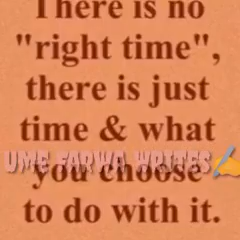 There is no
"right time",
there is just
time & what
UME FARWA WRITES✍
you choose
to do with it.